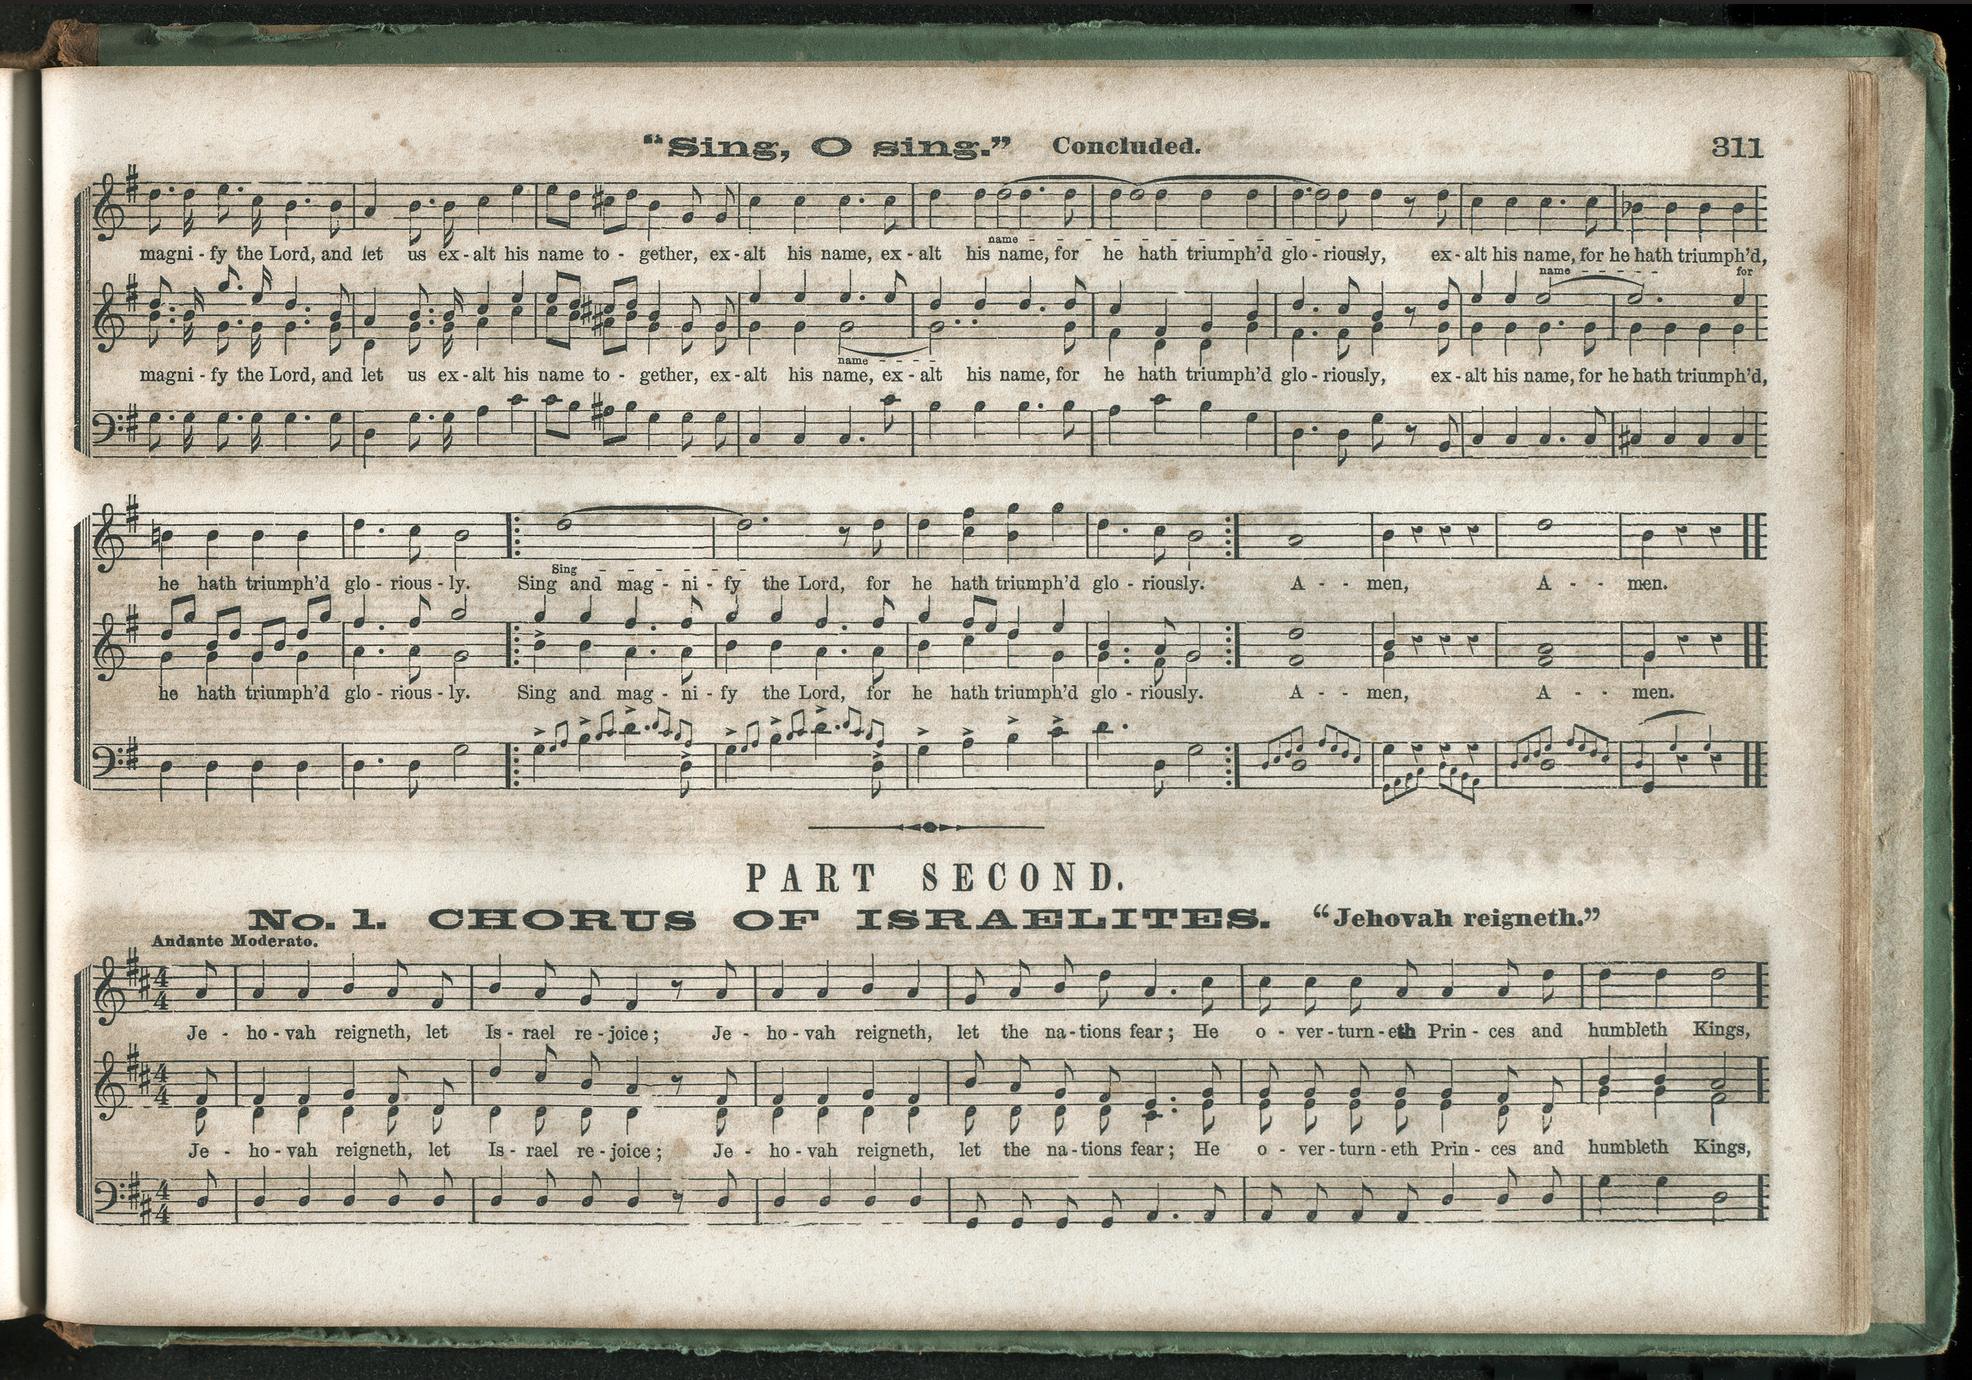 “Sing, O sing.” Concluded. 311
name - - - - - - - - - - - -
magni - fy the Lord, and let us ex - alt his name to - gether, ex - alt his name, ex - alt his name, for he hath triumph’d glo - riously, ex - alt his name, for he hath triumph’d,
name - - - - - - for
name - - - -
magni - fy the Lord, and let us ex - alt his name to - gether, ex - alt his name, ex - alt his name, for he hath triumph’d glo - riously, ex - alt his name, for he hath triumph’d,
Sing - - - - - - -
he hath triumph’d glo - rious - ly. Sing and mag - ni - fy the Lord, for he hath triumph’d glo - riously. A - - men, A - - men.
he hath triumph’d glo - rious - ly. Sing and mag - ni - fy the Lord, for he hath triumph’d glo - riously. A - - men, A - - men.
PART SECOND.
No. 1. CHORUS OF ISRAELITES. “Jehovah reigneth.”
Andante Moderato.
4
4
Je - ho - vah reigneth, let Is - rael re - joice; Je - ho - vah reigneth, let the na - tions fear; He o - ver - turn - eth Prin - ces and humbleth Kings,
4
4
Je - ho - vah reigneth, let Is - rael re - joice; Je - ho - vah reigneth, let the na - tions fear; He o - ver - turn - eth Prin - ces and humbleth Kings,
4
4